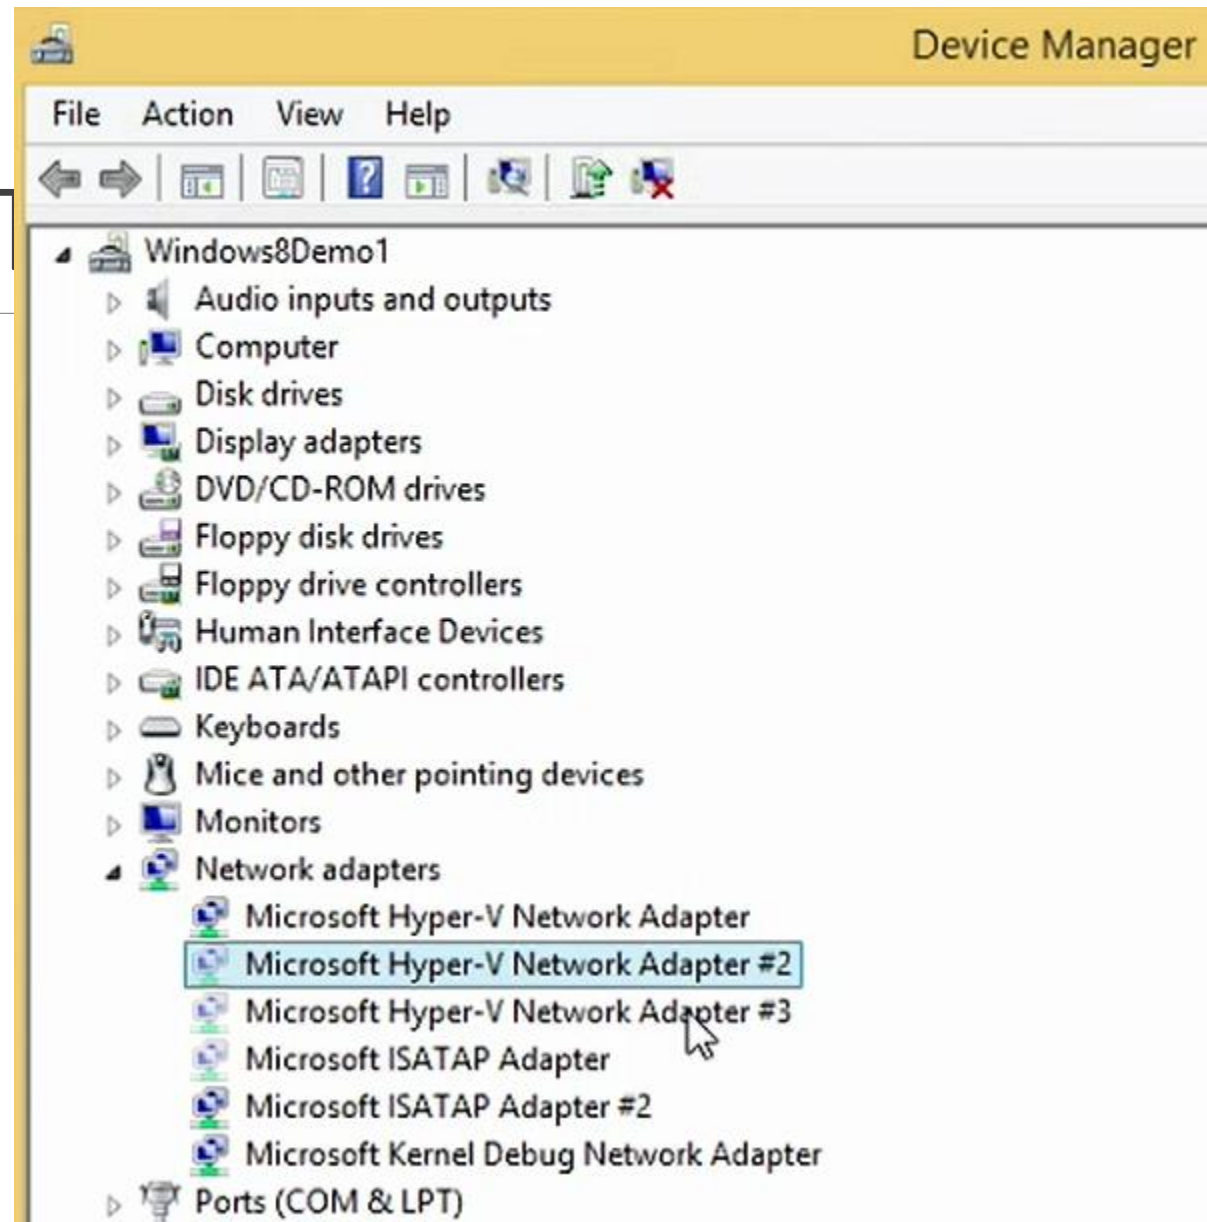 Device Manager
File Action View Help
Windows8Demo1
Audio inputs and outputs
Computer
Disk drives
Display adapters
DVD/CD-ROM drives
Floppy disk drives
Floppy drive controllers
Human Interface Devices
IDE ATA/ATAPI controllers
Keyboards
Mice and other pointing devices
Monitors
Network adapters
Microsoft Hyper-V Network Adapter
Microsoft Hyper-V Network Adapter #2
Microsoft Hyper-V Network Adapter #3
Microsoft ISATAP Adapter
Microsoft ISATAP Adapter #2
Microsoft Kernel Debug Network Adapter
Ports (COM & LPT)